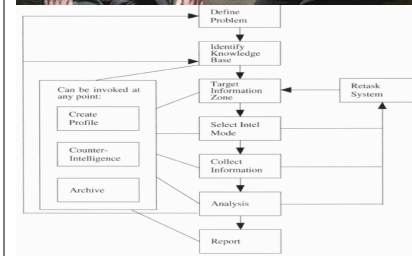 Define
Problem
Identify
Knowledge
Base
Can be invoked at
any point:
Create
Profile
Counter-
Intelligence
Archive
Target
Information
Zone
Retask
System
Select Intel
Mode
Collect
Information
Analysis
Report